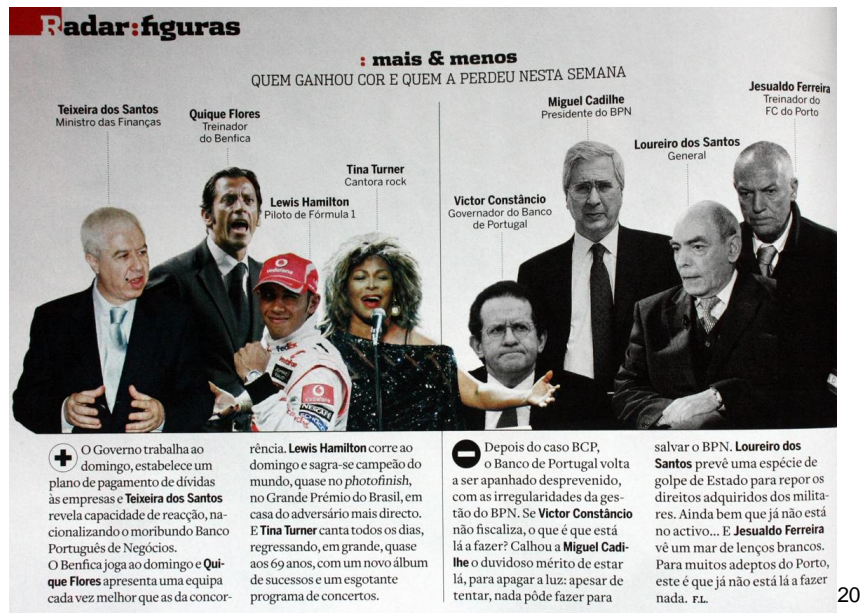 Radar:figuras
: mais & menos
QUEM GANHOU COR E QUEM A PERDEU NESTA SEMANA
Teixeira dos Santos
Ministro das Finanças
Quique Flores
Treinador
do Benfica
Lewis Hamilton
Piloto de Fórmula 1
Tina Turner
Cantora rock
Victor Constâncio
Governador do Banco
de Portugal
Miguel Cadilhe
Presidente do BPN
Loureiro dos Santos
General
Jesualdo Ferreira
Treinador do
FC do Porto
vodafone
FedEx
vodafone
NESCAFÉ
O Governo trabalha ao
domingo, estabelece um
plano de pagamento de dívidas
às empresas e Teixeira dos Santos
revela capacidade de reacção, na-
cionalizando o moribundo Banco
Português de Negócios.
O Benfica joga ao domingo e Qui-
que Flores apresenta uma equipa
cada vez melhor que as da concor-
rência. Lewis Hamilton corre ao
domingo e sagra-se campeão do
mundo, quase no photofinish,
no Grande Prémio do Brasil, em
casa do adversário mais directo.
E Tina Turner canta todos os dias,
regressando, em grande, quase
aos 69 anos, com um novo álbum
de sucessos e um esgotante
programa de concertos.
Depois do caso BCP,
o Banco de Portugal volta
a ser apanhado desprevenido,
com as irregularidades da ges-
tão do BPN. Se Victor Constâncio
não fiscaliza, o que é que está
lá a fazer? Calhou a Miguel Cadi-
lhe o duvidoso mérito de estar
lá, para apagar a luz: apesar de
tentar, nada pôde fazer para
salvar o BPN. Loureiro dos
Santos prevê uma espécie de
golpe de Estado para repor os
direitos adquiridos dos milita-
res. Ainda bem que já não está
no activo... E Jesualdo Ferreira
vê um mar de lenços brancos.
Para muitos adeptos do Porto,
este é que já não está lá a fazer
nada. F.L.
20